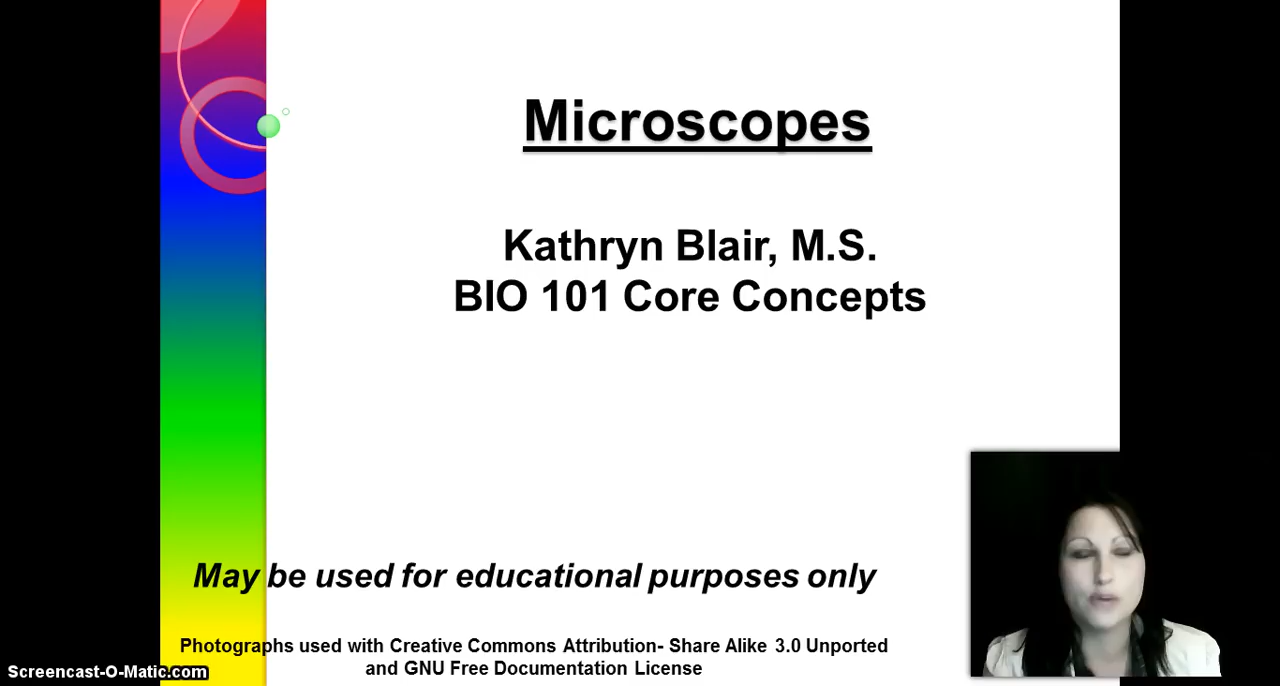 Microscopes
Kathryn Blair, M.S.
BIO 101 Core Concepts
May be used for educational purposes only
Photographs used with Creative Commons Attribution- Share Alike 3.0 Unported
and GNU Free Documentation License
Screencast-O-Matic.com